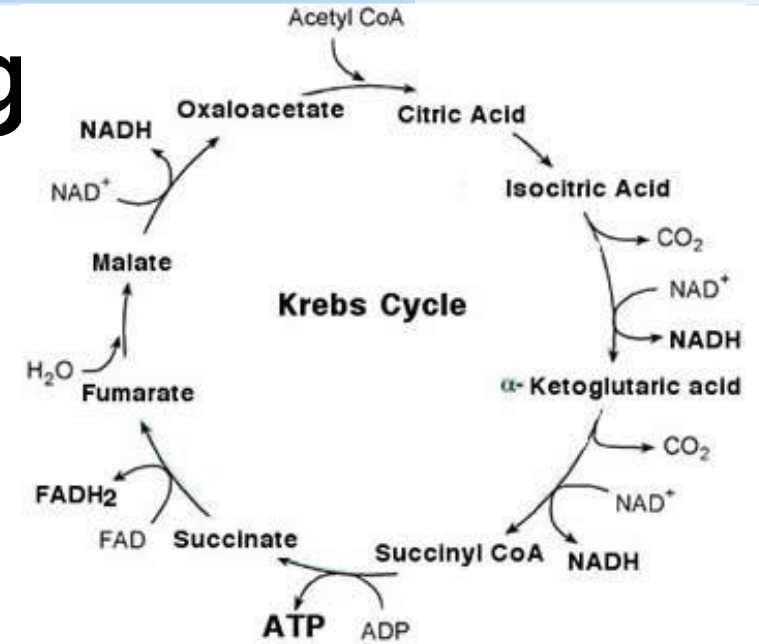 g
Acetyl CoA
Oxaloacetate
Citric Acid
NADH
Isocitric Acid
NAD⁺
CO₂
Malate
NAD⁺
Krebs Cycle
NADH
H₂O
Fumarate
α- Ketoglutaric acid
CO₂
FADH2
NAD⁺
FAD
Succinate
Succinyl CoA
NADH
ATP
ADP